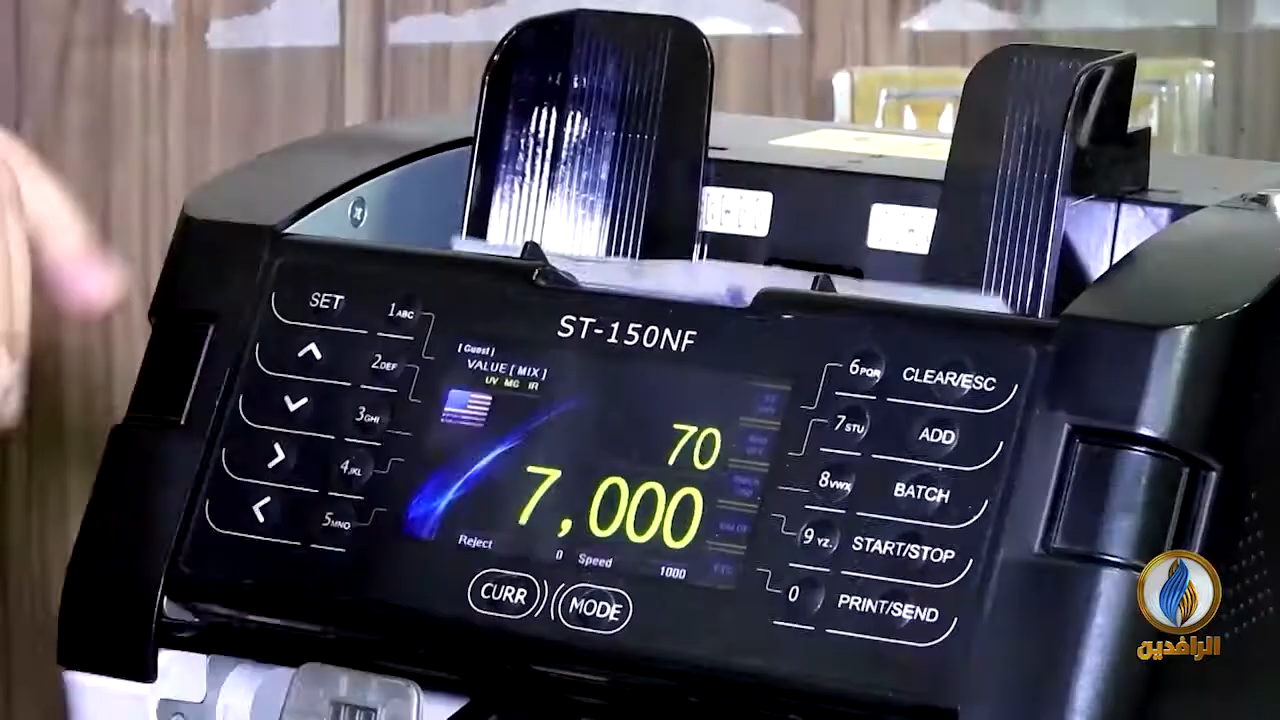 ST-150NF
SET
1ABC
2DEF
3GHI
4JKL
5MNO
[ Guest ]
VALUE [ MIX ]
UV MG IR
70
7,000
Reject
0 Speed
1000
CURR
MODE
6PQR
CLEAR/ESC
7STU
ADD
8VWX
BATCH
9YZ.
START/STOP
0
PRINT/SEND
الرافدين